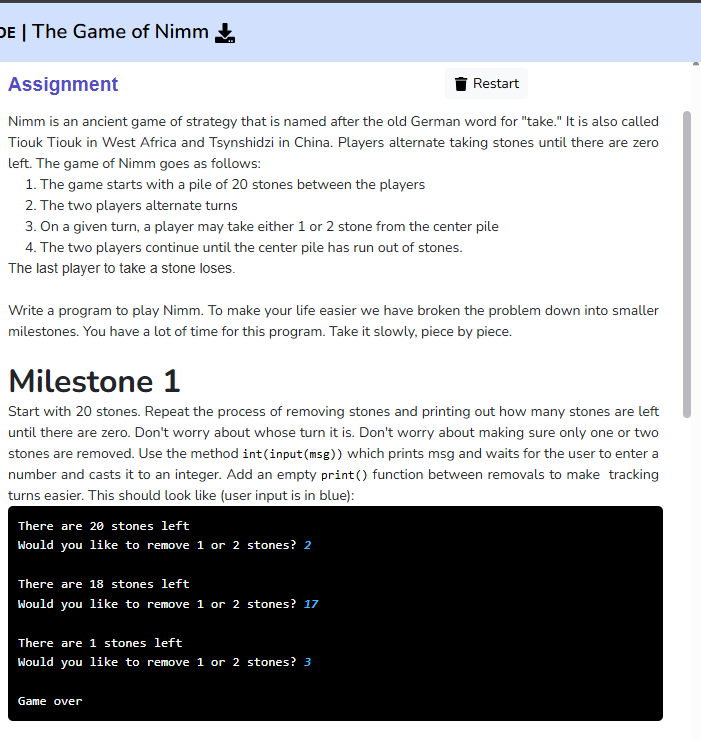 DE | The Game of Nimm
Assignment
Restart
Nimm is an ancient game of strategy that is named after the old German word for "take." It is also called
Tiouk Tiouk in West Africa and Tsynshidzi in China. Players alternate taking stones until there are zero
left. The game of Nimm goes as follows:
1. The game starts with a pile of 20 stones between the players
2. The two players alternate turns
3. On a given turn, a player may take either 1 or 2 stone from the center pile
4. The two players continue until the center pile has run out of stones.
The last player to take a stone loses.
Write a program to play Nimm. To make your life easier we have broken the problem down into smaller
milestones. You have a lot of time for this program. Take it slowly, piece by piece.
Milestone 1
Start with 20 stones. Repeat the process of removing stones and printing out how many stones are left
until there are zero. Don't worry about whose turn it is. Don't worry about making sure only one or two
stones are removed. Use the method int(input(msg)) which prints msg and waits for the user to enter a
number and casts it to an integer. Add an empty print() function between removals to make tracking
turns easier. This should look like (user input is in blue):
There are 20 stones left
Would you like to remove 1 or 2 stones? 2
There are 18 stones left
Would you like to remove 1 or 2 stones? 17
There are 1 stones left
Would you like to remove 1 or 2 stones? 3
Game over